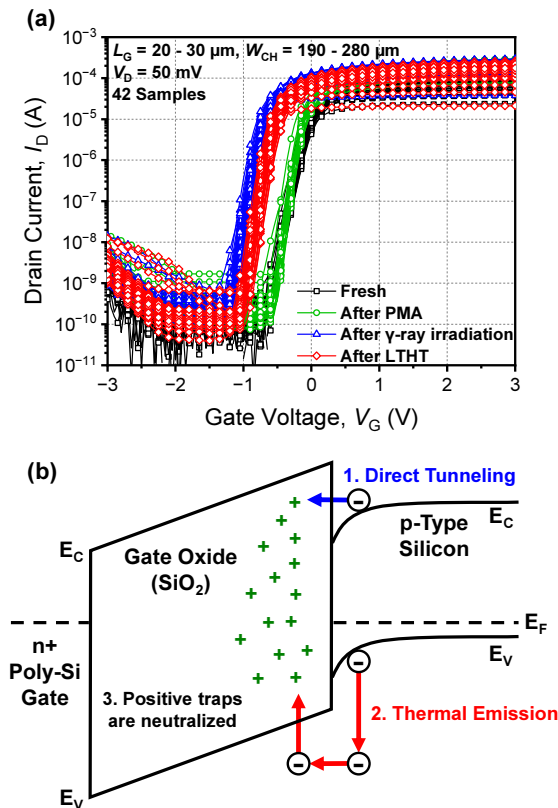 (a)
L_G = 20 - 30 µm, W_CH = 190 - 280 µm
V_D = 50 mV
42 Samples
Drain Current, I_D (A)
10⁻³
10⁻⁴
10⁻⁵
10⁻⁶
10⁻⁷
10⁻⁸
10⁻⁹
10⁻¹⁰
10⁻¹¹
Fresh
After PMA
After γ-ray irradiation
After LTHT
−3
−2
−1
0
1
2
3
Gate Voltage, V_G (V)
(b)
1. Direct Tunneling
E_C
Gate Oxide
(SiO₂)
p-Type
Silicon
E_C
E_F
n+
Poly-Si
Gate
E_V
3. Positive traps
are neutralized
2. Thermal Emission
E_V